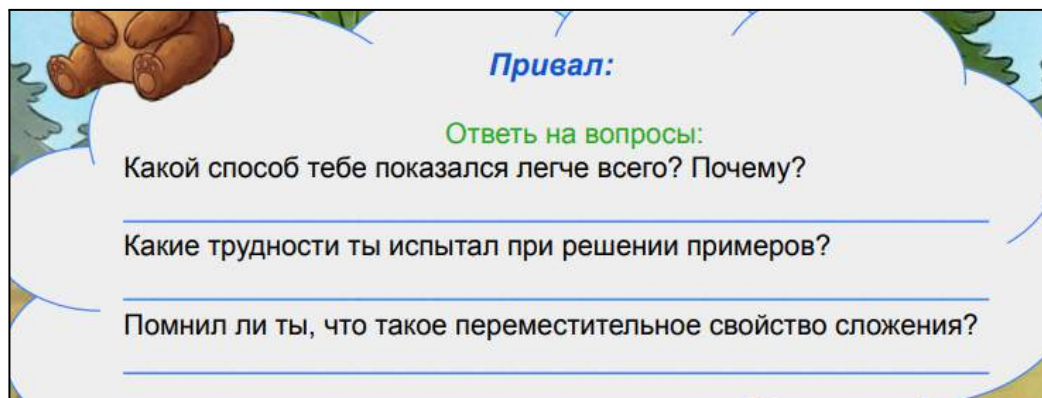 Привал:
Ответь на вопросы:
Какой способ тебе показался легче всего? Почему?
Какие трудности ты испытал при решении примеров?
Помнил ли ты, что такое переместительное свойство сложения?